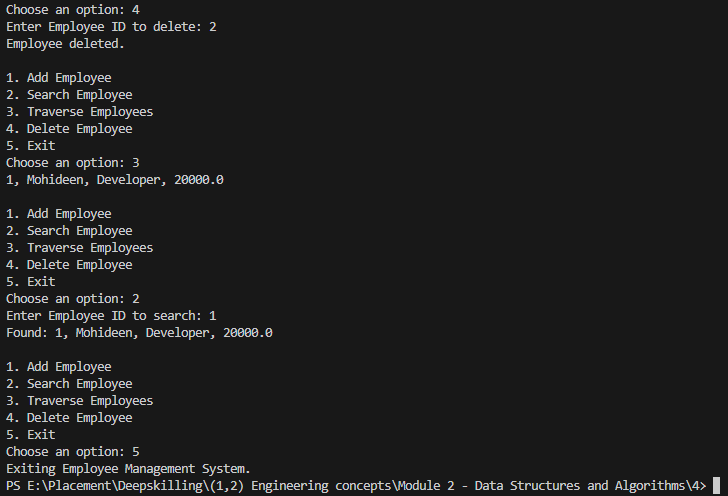 Choose an option: 4
Enter Employee ID to delete: 2
Employee deleted.
1. Add Employee
2. Search Employee
3. Traverse Employees
4. Delete Employee
5. Exit
Choose an option: 3
1, Mohideen, Developer, 20000.0
1. Add Employee
2. Search Employee
3. Traverse Employees
4. Delete Employee
5. Exit
Choose an option: 2
Enter Employee ID to search: 1
Found: 1, Mohideen, Developer, 20000.0
1. Add Employee
2. Search Employee
3. Traverse Employees
4. Delete Employee
5. Exit
Choose an option: 5
Exiting Employee Management System.
PS E:\Placement\Deepskilling\(1,2) Engineering concepts\Module 2 - Data Structures and Algorithms\4>